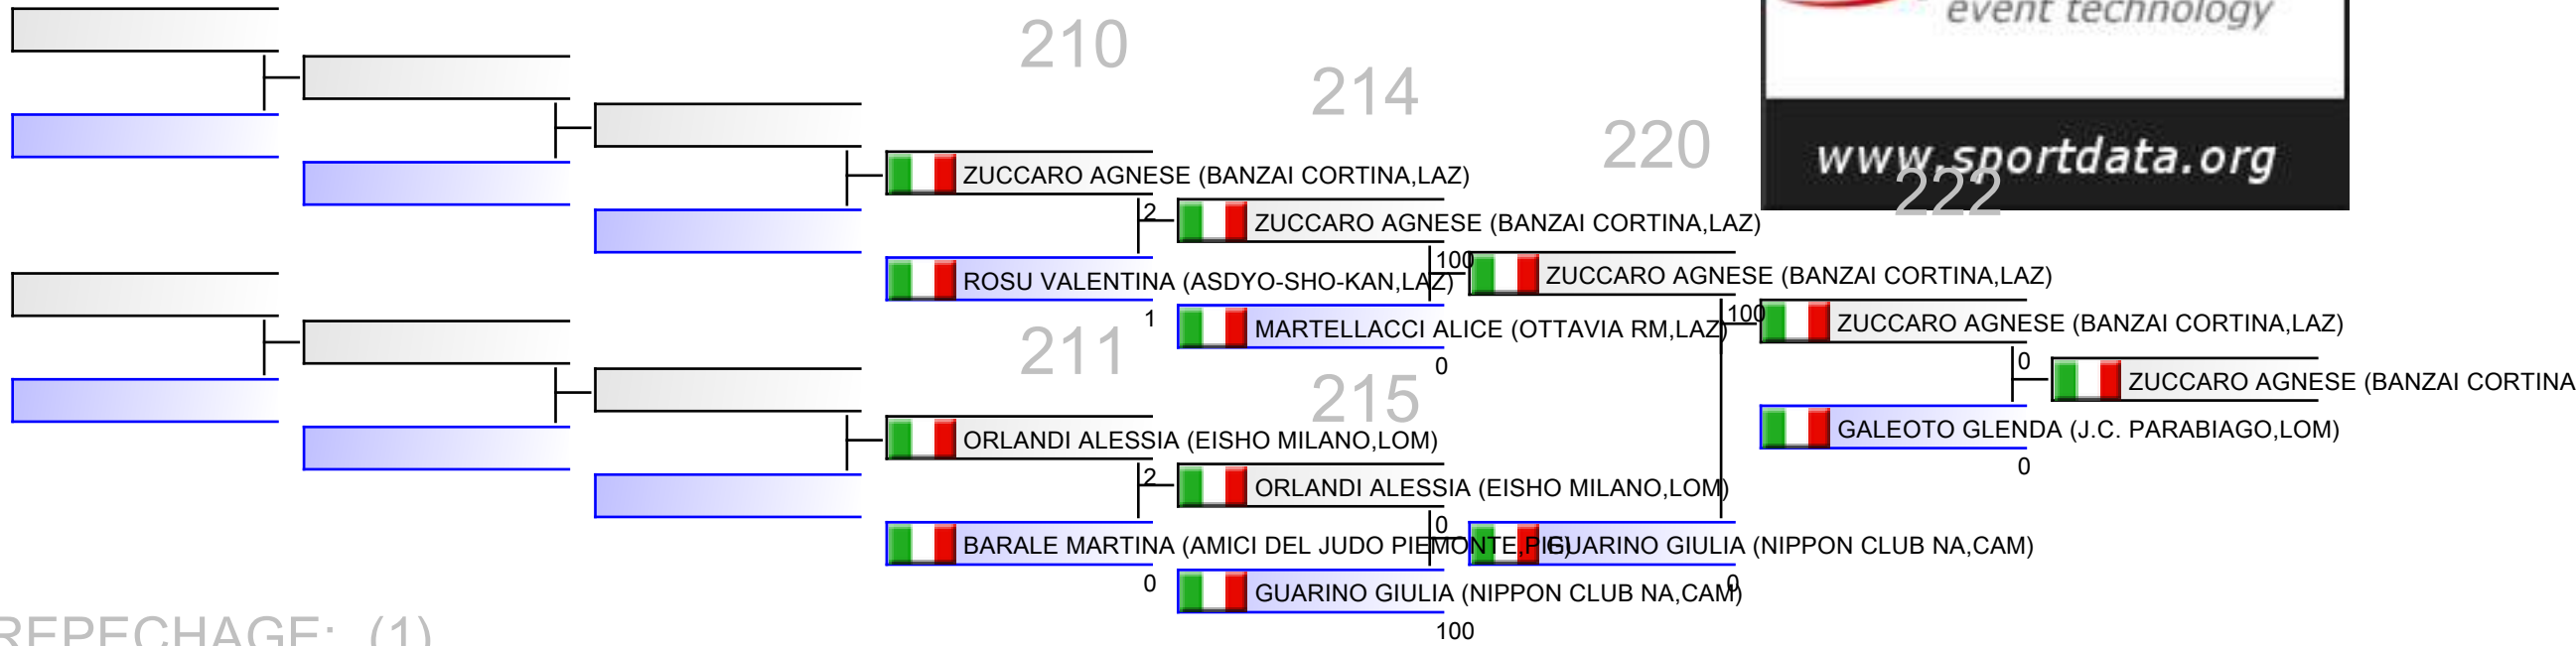 event technology
210
214
220
www.sportdata.org
222
ZUCCARO AGNESE (BANZAI CORTINA,LAZ)
2
ZUCCARO AGNESE (BANZAI CORTINA,LAZ)
ROSU VALENTINA (ASDYO-SHO-KAN,LAZ)
1
100
ZUCCARO AGNESE (BANZAI CORTINA,LAZ)
MARTELLACCI ALICE (OTTAVIA RM,LAZ)
0
100
ZUCCARO AGNESE (BANZAI CORTINA,LAZ)
0
ZUCCARO AGNESE (BANZAI CORTINA
GALEOTO GLENDA (J.C. PARABIAGO,LOM)
0
211
215
ORLANDI ALESSIA (EISHO MILANO,LOM)
2
ORLANDI ALESSIA (EISHO MILANO,LOM)
BARALE MARTINA (AMICI DEL JUDO PIEMONTE,PIE)
0
0
GUARINO GIULIA (NIPPON CLUB NA,CAM)
0
GUARINO GIULIA (NIPPON CLUB NA,CAM)
100
REPECHAGE: (1)